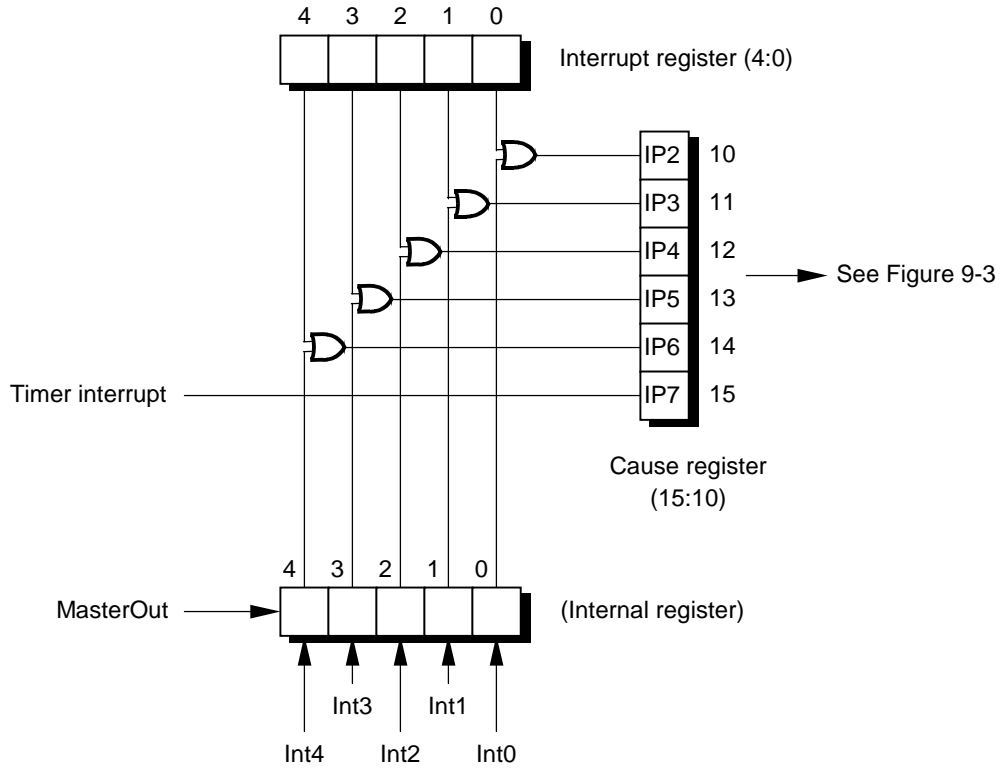 4 3 2 1 0
Interrupt register (4:0)
IP2 10
IP3 11
IP4 12
See Figure 9-3
IP5 13
IP6 14
Timer interrupt
IP7 15
Cause register
(15:10)
4 3 2 1 0
MasterOut
(Internal register)
Int3 Int1
Int4 Int2 Int0